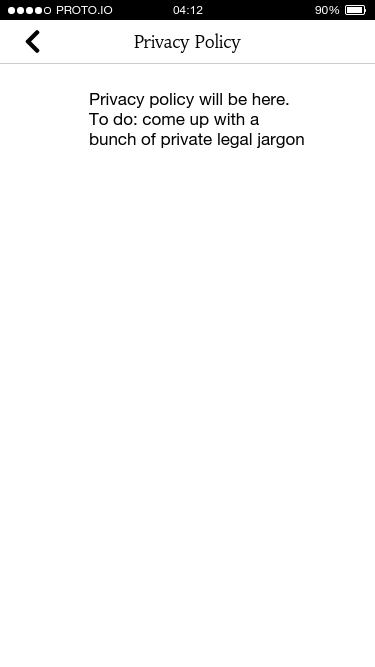 PROTO.IO 04:12 90%
Privacy Policy
Privacy policy will be here.
To do: come up with a
bunch of private legal jargon